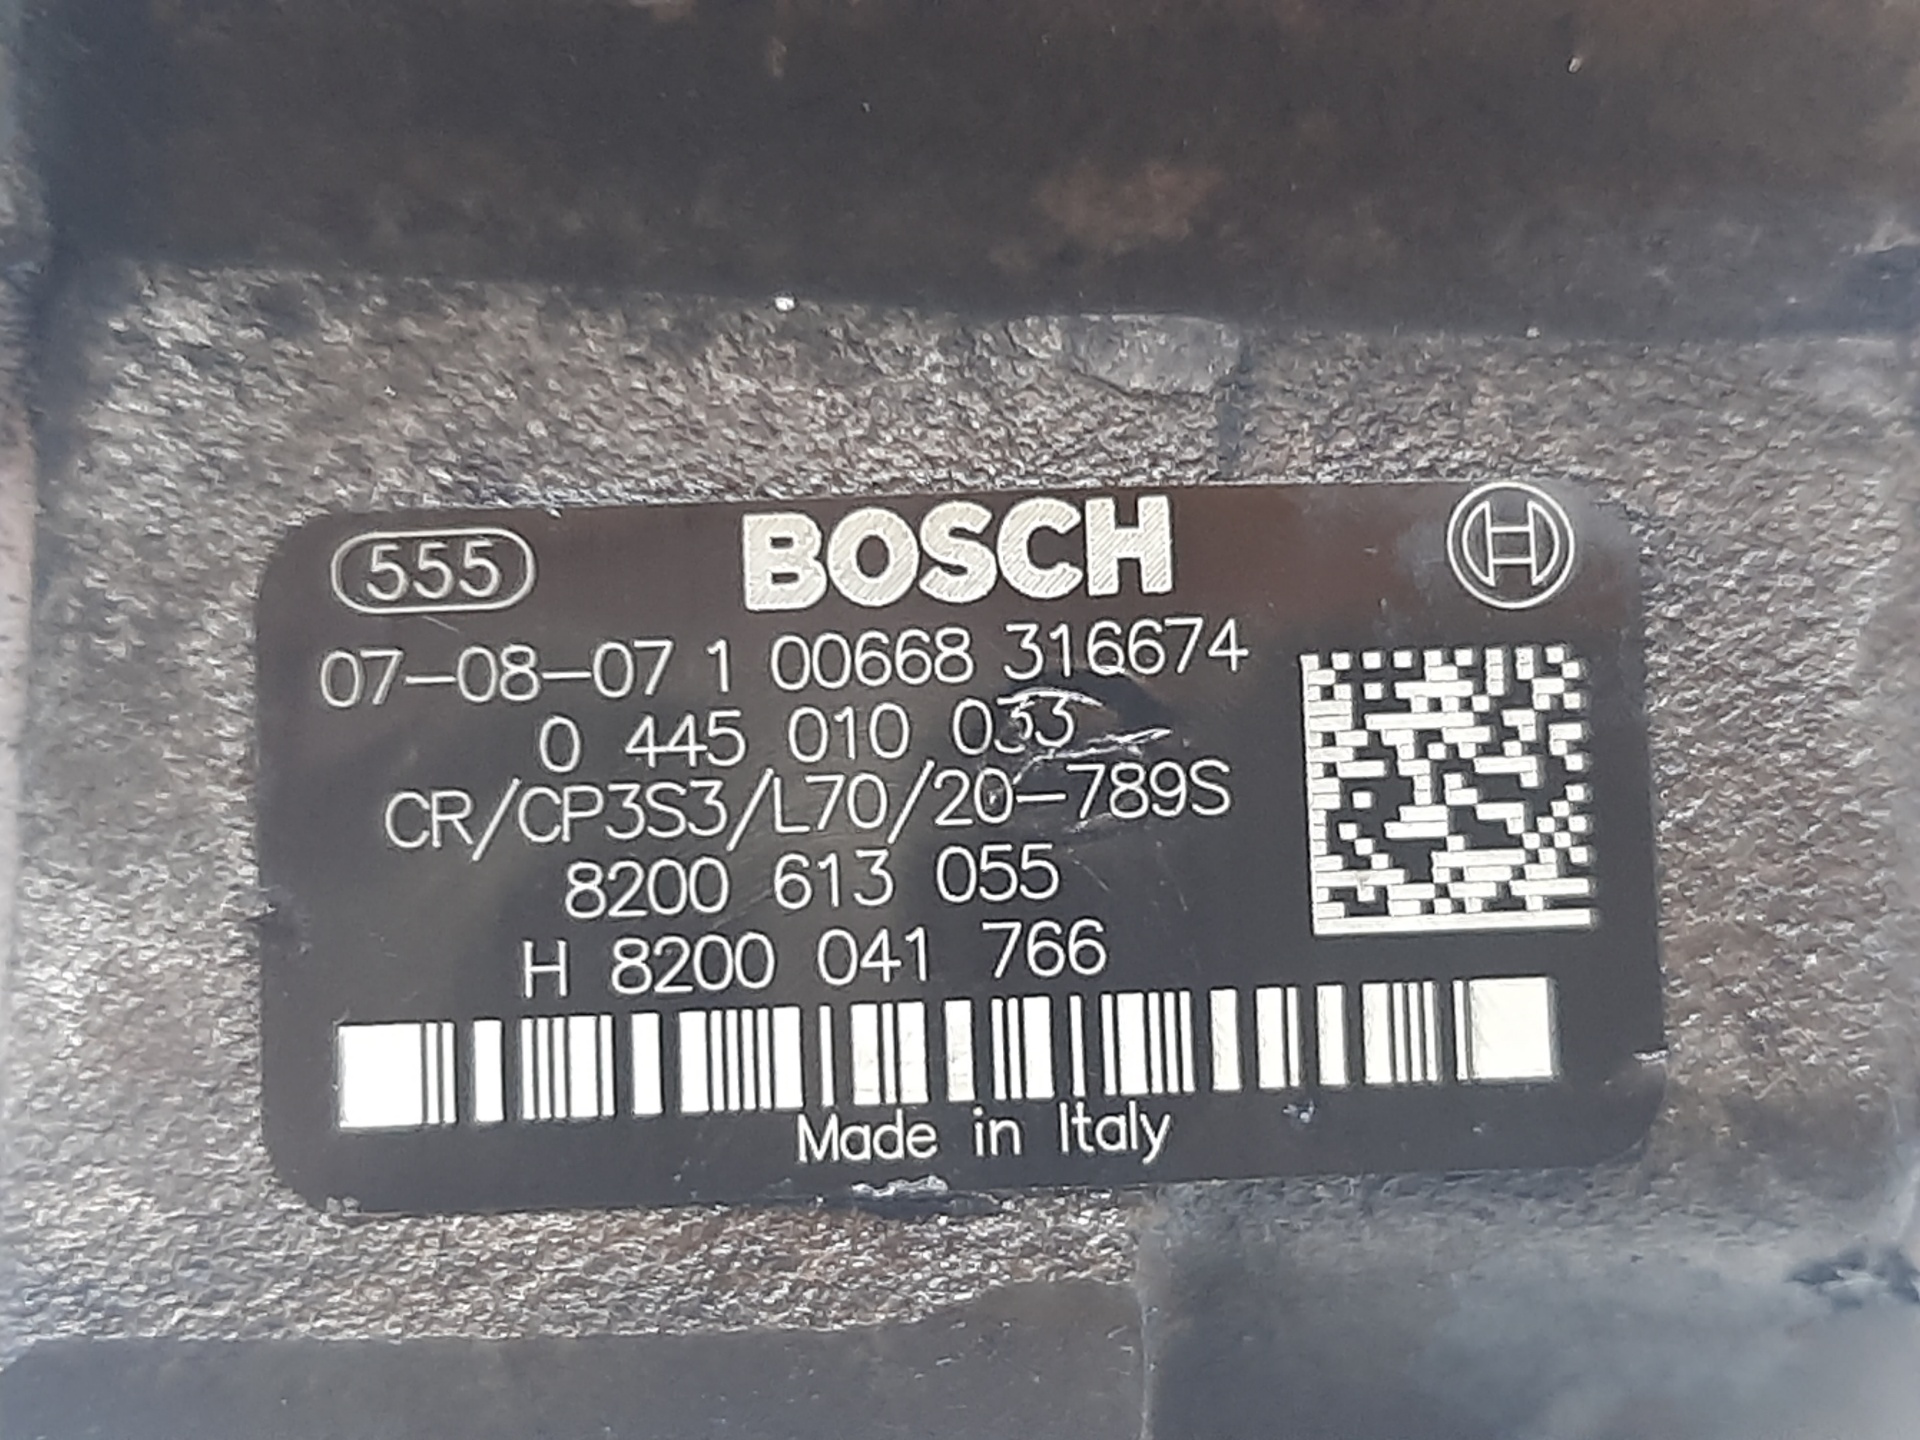 555 BOSCH
07-08-07 1 00668 316674
0 445 010 033
CR/CP3S3/L70/20-789S
8200 613 055
H 8200 041 766
Made in Italy